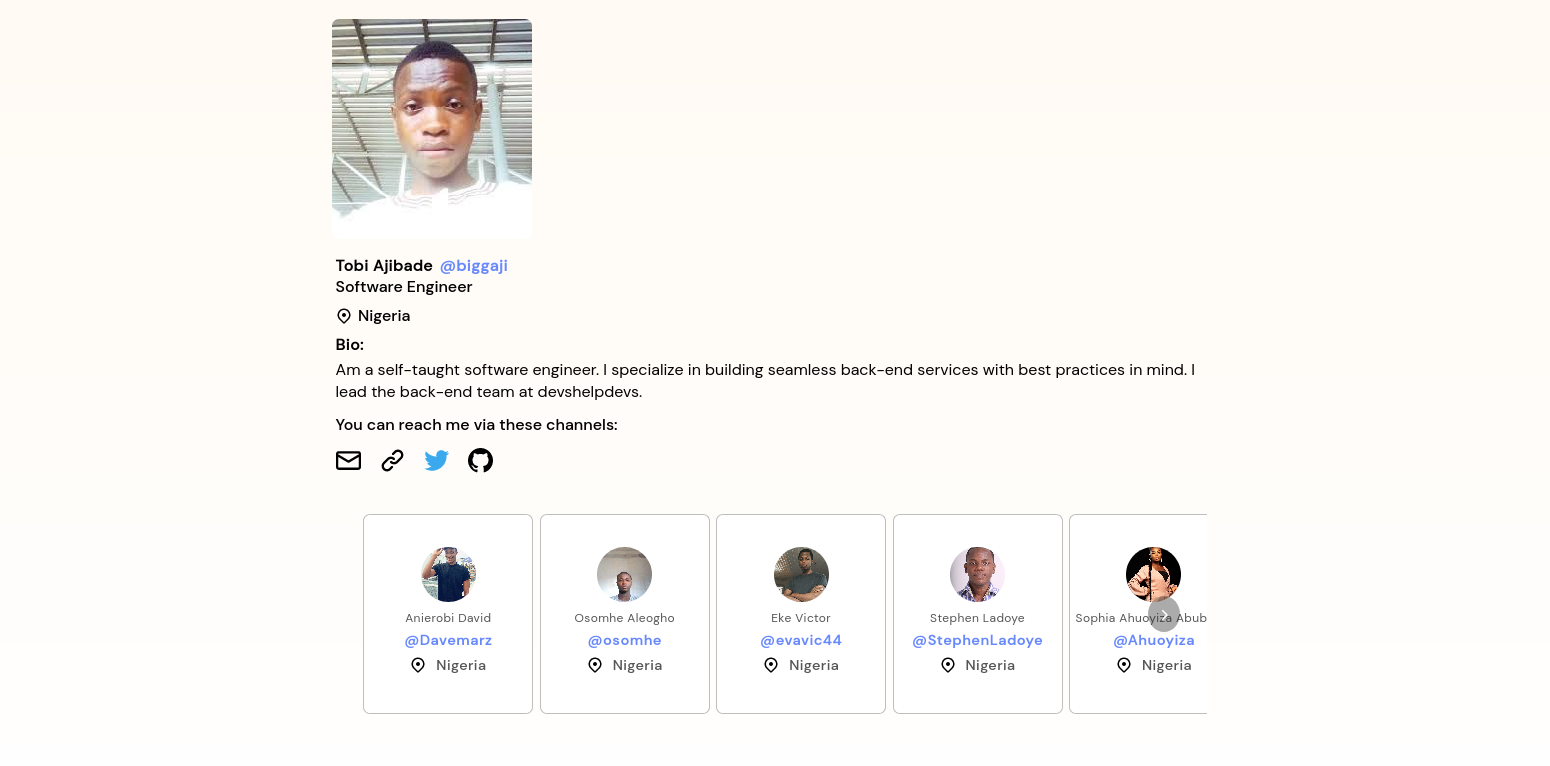 Tobi Ajibade @biggaji
Software Engineer
Nigeria
Bio:
Am a self-taught software engineer. I specialize in building seamless back-end services with best practices in mind. I
lead the back-end team at devshelpdevs.
You can reach me via these channels:
Anierobi David
@Davemarz
Nigeria
Osomhe Aleogho
@osomhe
Nigeria
Eke Victor
@evavic44
Nigeria
Stephen Ladoye
@StephenLadoye
Nigeria
Sophia Ahuoyiza Abub
@Ahuoyiza
Nigeria